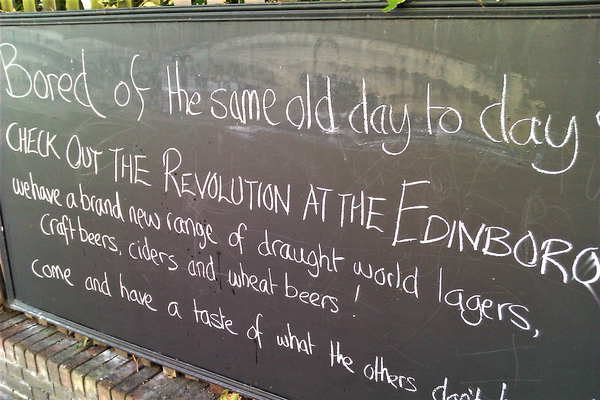 Bored of the same old day to day?
CHECK OUT THE REVOLUTION AT THE EDINBORO
we have a brand new range of draught world lagers,
craft beers, ciders and wheat beers!
come and have a taste of what the others don't